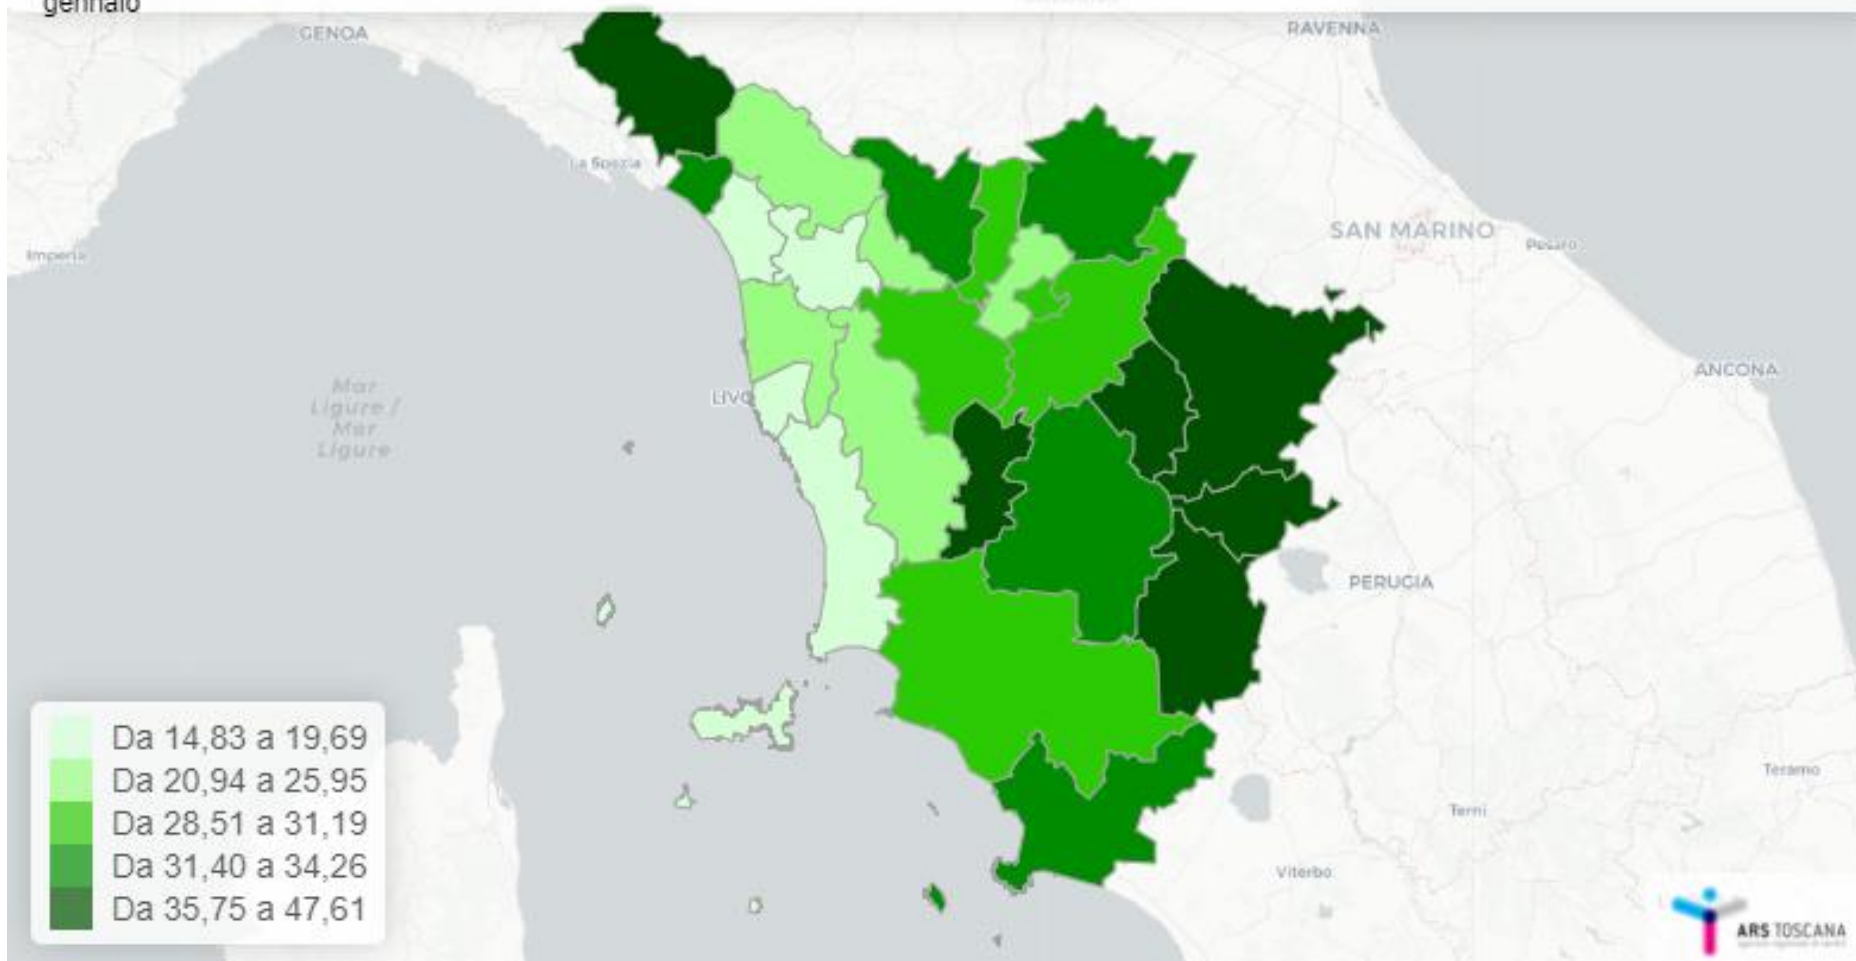 gennaio
GENOA
RAVENNA
La Spezia
SAN MARINO
Pesaro
Imperia
ANCONA
Mar
Ligure /
Mar
Ligure
LIVO
PERUGIA
Da 14,83 a 19,69
Da 20,94 a 25,95
Da 28,51 a 31,19
Da 31,40 a 34,26
Da 35,75 a 47,61
Teramo
Terni
Viterbo
ARS TOSCANA